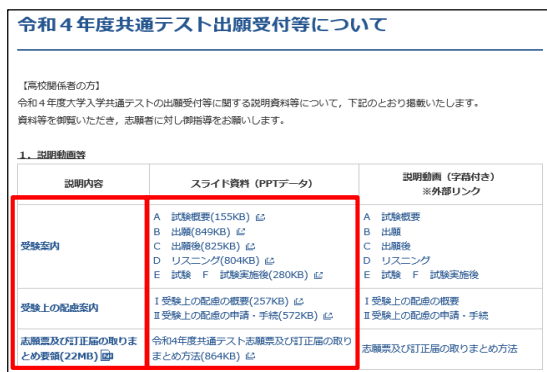 令和４年度共通テスト出願受付等について
【高校関係者の方】
令和４年度大学入学共通テストの出願受付等に関する説明資料等について，下記のとおり掲載いたします。
資料等を御覧いただき，志願者に対し御指導をお願いします。
１．説明動画等
説明内容
スライド資料（PPTデータ）
説明動画（字幕付き）
※外部リンク
受験案内
A　試験概要(155KB)
B　出願(849KB)
C　出願後(825KB)
D　リスニング(804KB)
E　試験　F　試験実施後(280KB)
A　試験概要
B　出願
C　出願後
D　リスニング
E　試験　F　試験実施後
受験上の配慮案内
Ⅰ受験上の配慮の概要(257KB)
Ⅱ受験上の配慮の申請・手続(572KB)
Ⅰ受験上の配慮の概要
Ⅱ受験上の配慮の申請・手続
志願票及び訂正届の取りま
とめ要領(22MB)
令和4年度共通テスト志願票及び訂正届の取り
まとめ方法(864KB)
志願票及び訂正届の取りまとめ方法